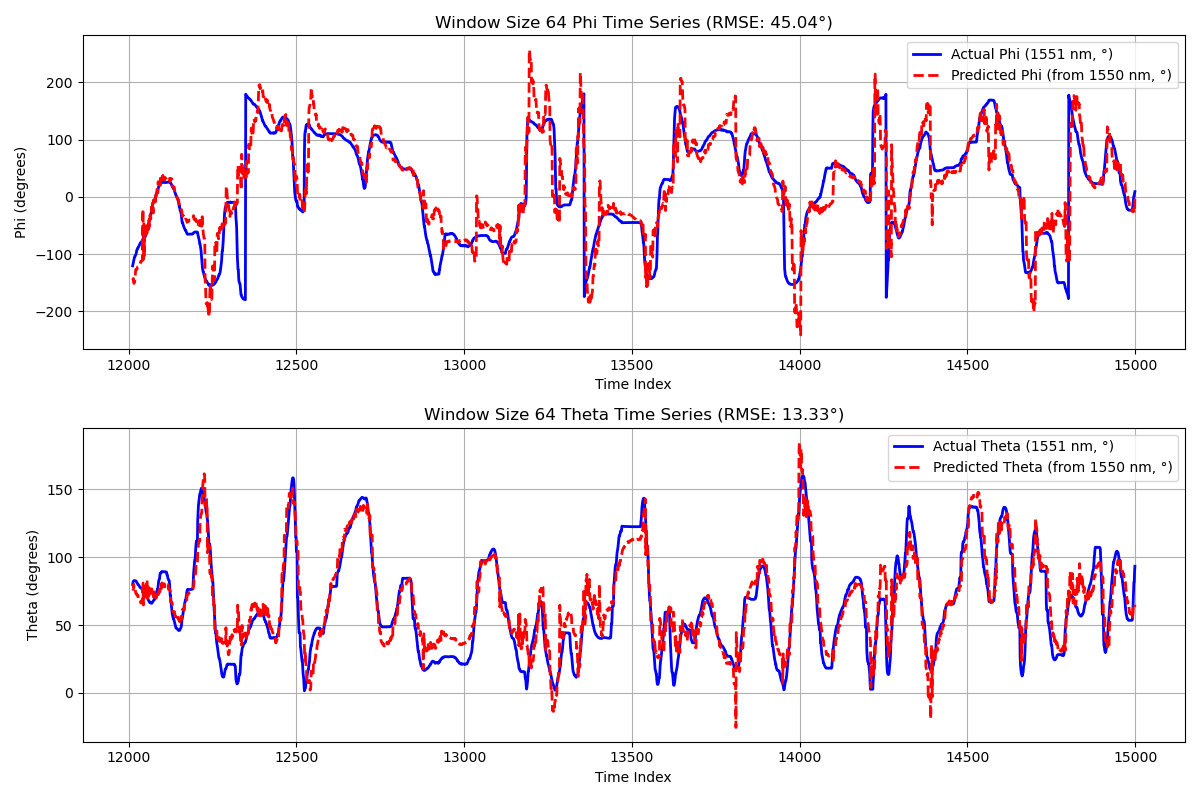 Window Size 64 Phi Time Series (RMSE: 45.04°)
Phi (degrees)
200
100
0
−100
−200
Actual Phi (1551 nm, °)
Predicted Phi (from 1550 nm, °)
12000 12500 13000 13500 14000 14500 15000
Time Index
Window Size 64 Theta Time Series (RMSE: 13.33°)
Theta (degrees)
150
100
50
0
Actual Theta (1551 nm, °)
Predicted Theta (from 1550 nm, °)
12000 12500 13000 13500 14000 14500 15000
Time Index